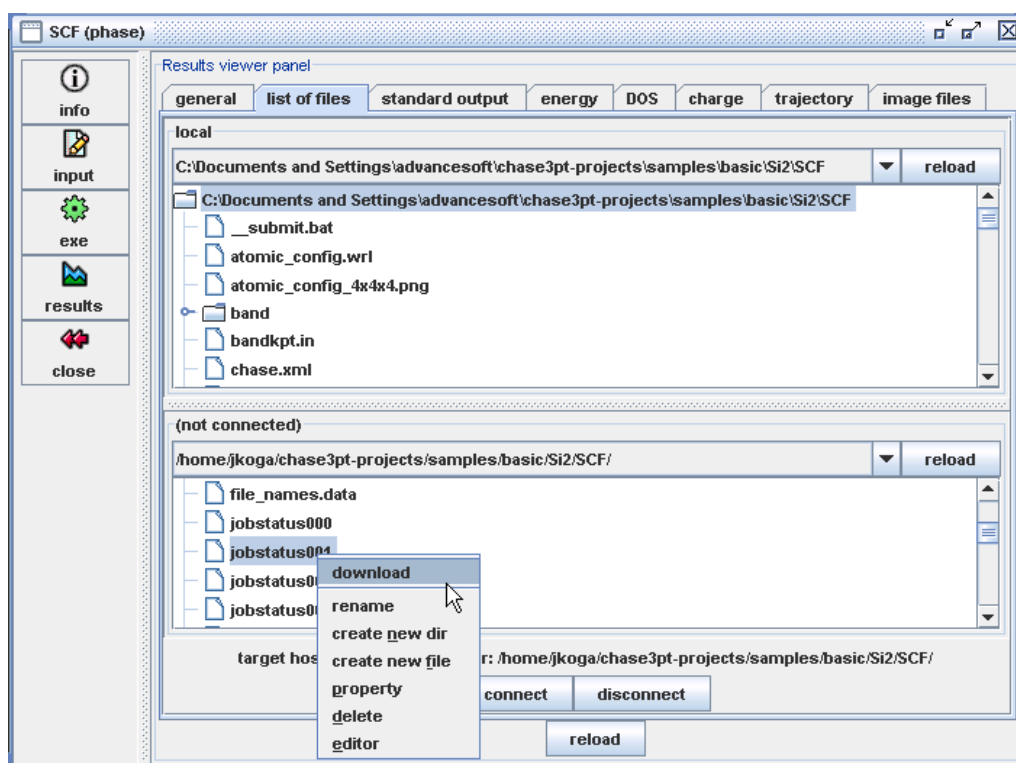 SCF (phase)
info
input
exe
results
close
Results viewer panel
general list of files standard output energy DOS charge trajectory image files
local
C:\Documents and Settings\advancesoft\chase3pt-projects\samples\basic\Si2\SCF reload
C:\Documents and Settings\advancesoft\chase3pt-projects\samples\basic\Si2\SCF
__submit.bat
atomic_config.wrl
atomic_config_4x4x4.png
band
bandkpt.in
chase.xml
(not connected)
/home/jkoga/chase3pt-projects/samples/basic/Si2/SCF/ reload
file_names.data
jobstatus000
jobstatus001
download
rename
create new dir
create new file
property
delete
editor
target r: /home/jkoga/chase3pt-projects/samples/basic/Si2/SCF/
connect disconnect
reload